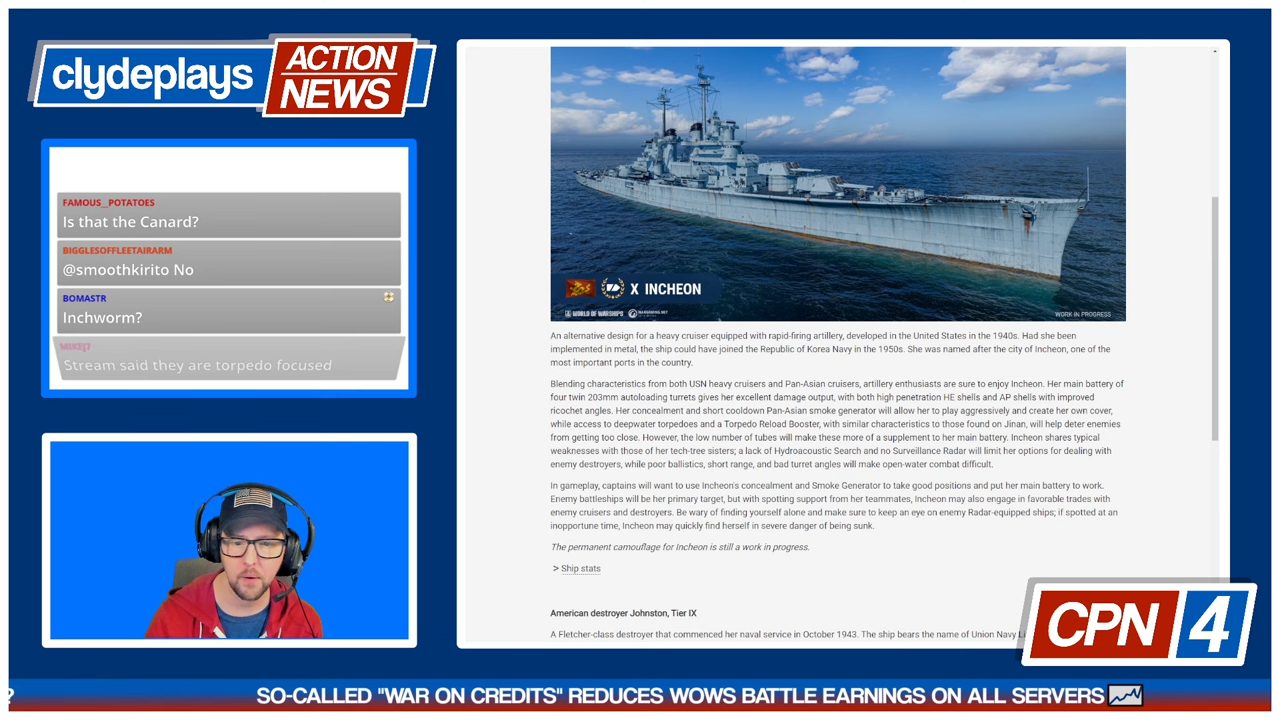 clydeplays
ACTION
NEWS
FAMOUS__POTATOES
Is that the Canard?
BIGGLESOFFLEETAIRARM
@smoothkirito No
BOMASTR
Inchworm?
Stream said they are torpedo focused
X INCHEON
WORLD OF WARSHIPS
WARGAMING.NET
WORK IN PROGRESS
An alternative design for a heavy cruiser equipped with rapid-firing artillery, developed in the United States in the 1940s. Had she been
implemented in metal, the ship could have joined the Republic of Korea Navy in the 1950s. She was named after the city of Incheon, one of the
most important ports in the country.
Blending characteristics from both USN heavy cruisers and Pan-Asian cruisers, artillery enthusiasts are sure to enjoy Incheon. Her main battery of
four twin 203mm autoloading turrets gives her excellent damage output, with both high penetration HE shells and AP shells with improved
ricochet angles. Her concealment and short cooldown Pan-Asian smoke generator will allow her to play aggressively and create her own cover,
while access to deepwater torpedoes and a Torpedo Reload Booster, with similar characteristics to those found on Jinan, will help deter enemies
from getting too close. However, the low number of tubes will make these more of a supplement to her main battery. Incheon shares typical
weaknesses with those of her tech-tree sisters; a lack of Hydroacoustic Search and no Surveillance Radar will limit her options for dealing with
enemy destroyers, while poor ballistics, short range, and bad turret angles will make open-water combat difficult.
In gameplay, captains will want to use Incheon's concealment and Smoke Generator to take good positions and put her main battery to work.
Enemy battleships will be her primary target, but with spotting support from her teammates, Incheon may also engage in favorable trades with
enemy cruisers and destroyers. Be wary of finding yourself alone and make sure to keep an eye on enemy Radar-equipped ships; if spotted at an
inopportune time, Incheon may quickly find herself in severe danger of being sunk.
The permanent camouflage for Incheon is still a work in progress.
> Ship stats
American destroyer Johnston, Tier IX
A Fletcher-class destroyer that commenced her naval service in October 1943. The ship bears the name of Union Navy Li
CPN 4
? SO-CALLED "WAR ON CREDITS" REDUCES WOWS BATTLE EARNINGS ON ALL SERVERS